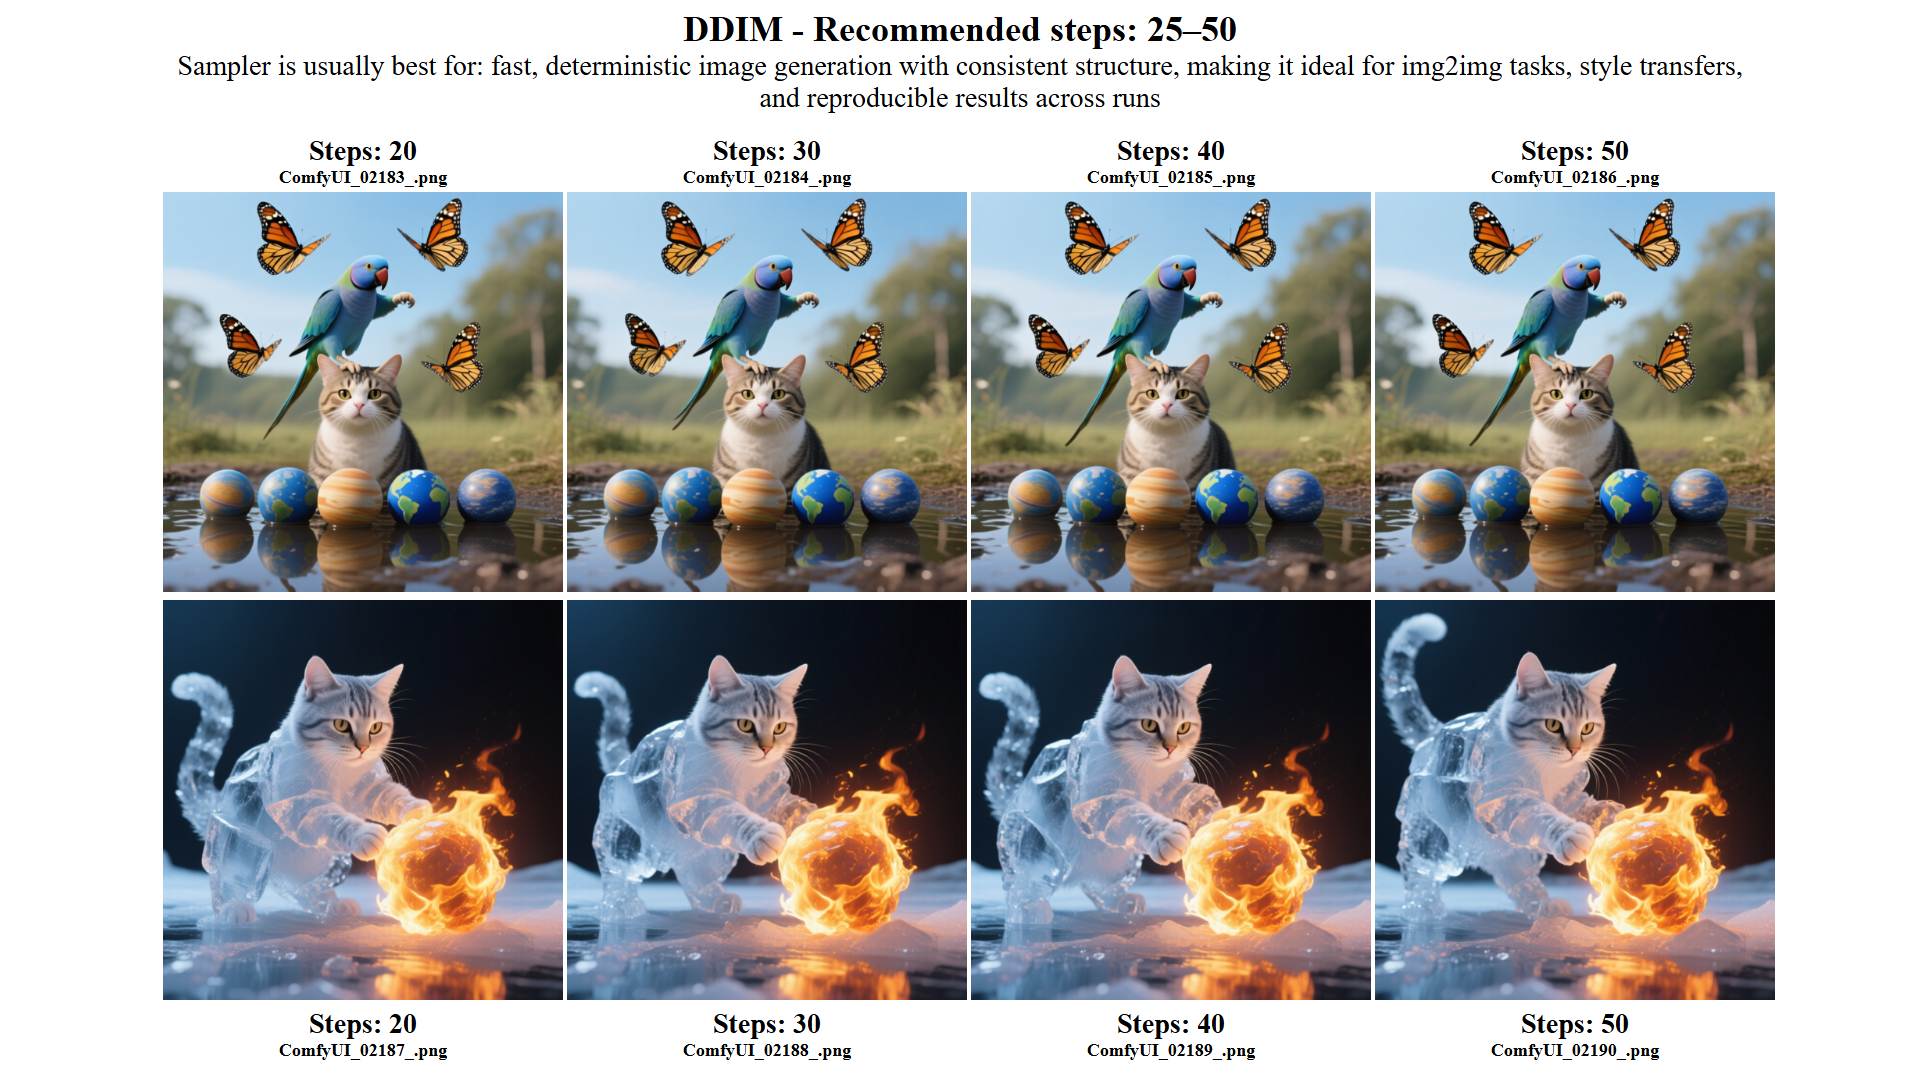 DDIM - Recommended steps: 25–50
Sampler is usually best for: fast, deterministic image generation with consistent structure, making it ideal for img2img tasks, style transfers,
and reproducible results across runs
Steps: 20
ComfyUI_02183_.png
Steps: 30
ComfyUI_02184_.png
Steps: 40
ComfyUI_02185_.png
Steps: 50
ComfyUI_02186_.png
Steps: 20
ComfyUI_02187_.png
Steps: 30
ComfyUI_02188_.png
Steps: 40
ComfyUI_02189_.png
Steps: 50
ComfyUI_02190_.png